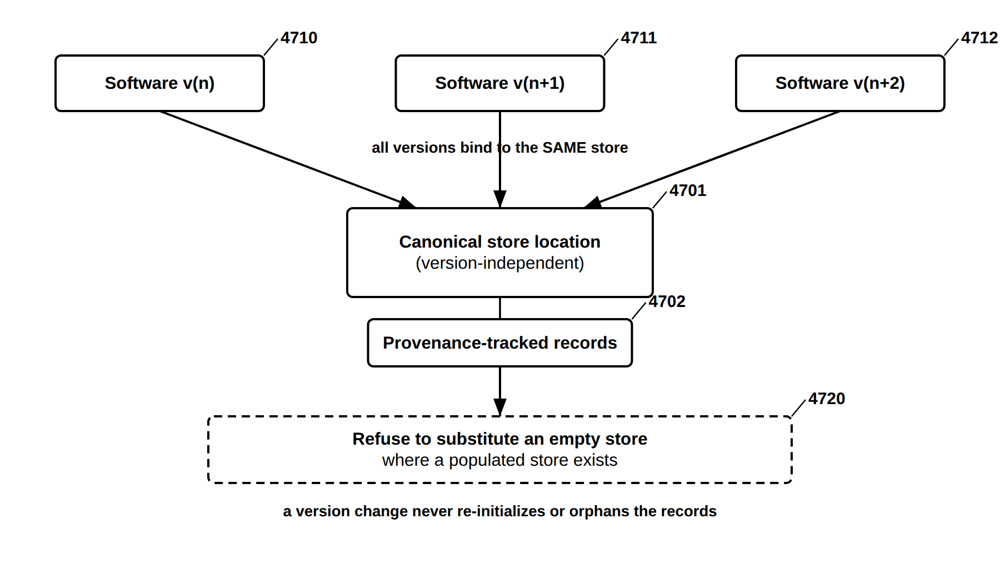 4710
4711
4712
Software v(n)
Software v(n+1)
Software v(n+2)
all versions bind to the SAME store
4701
Canonical store location
(version-independent)
4702
Provenance-tracked records
4720
Refuse to substitute an empty store
where a populated store exists
a version change never re-initializes or orphans the records